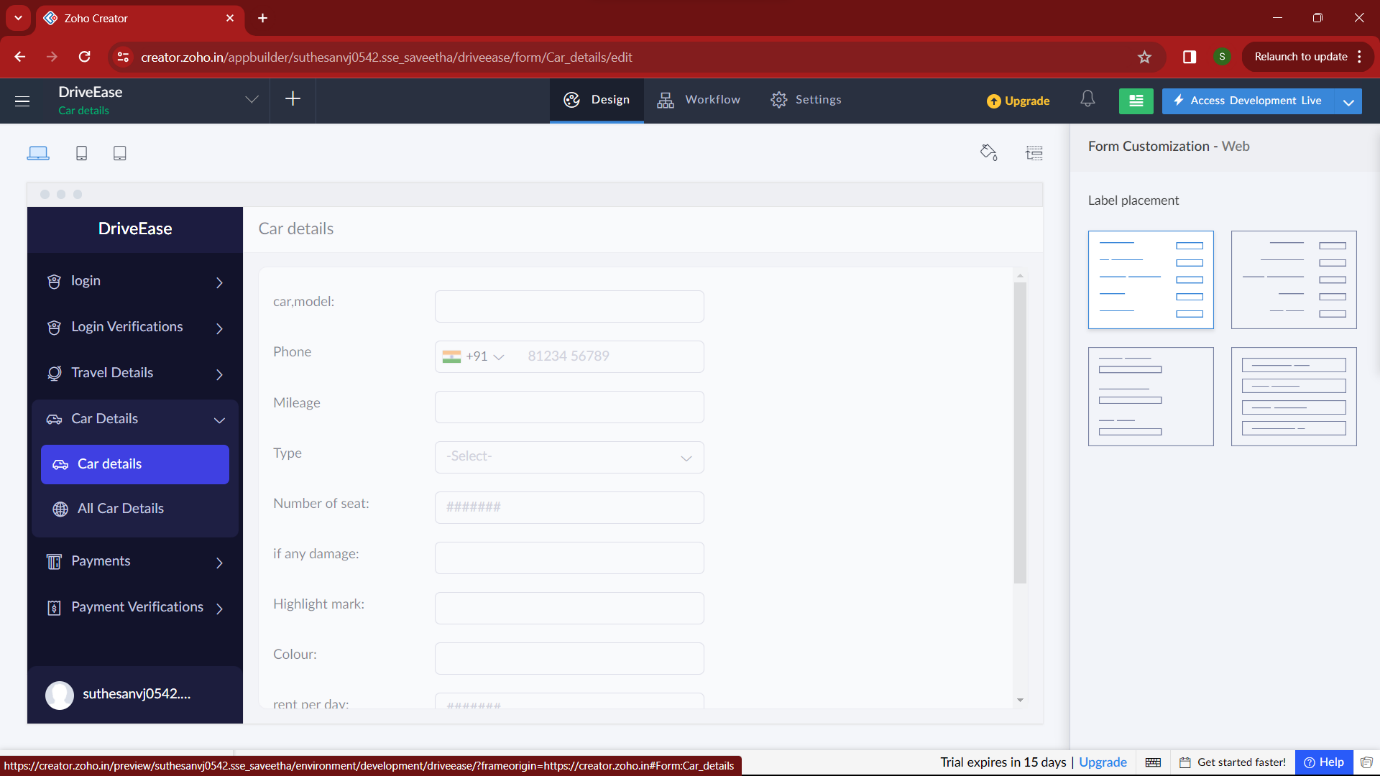 Zoho Creator
creator.zoho.in/appbuilder/suthesanvj0542.sse_saveetha/driveease/form/Car_details/edit
S
Relaunch to update
DriveEase
Car details
Design
Workflow
Settings
Upgrade
Access Development Live
Form Customization - Web
Label placement
DriveEase
login
Login Verifications
Travel Details
Car Details
Car details
All Car Details
Payments
Payment Verifications
suthesanvj0542....
Car details
car,model:
Phone
+91
81234 56789
Mileage
Type
-Select-
Number of seat:
#######
if any damage:
Highlight mark:
Colour:
rent per day:
#######
https://creator.zoho.in/preview/suthesanvj0542.sse_saveetha/environment/development/driveease/?frameorigin=https://creator.zoho.in#Form:Car_details
Trial expires in 15 days | Upgrade
Get started faster!
Help